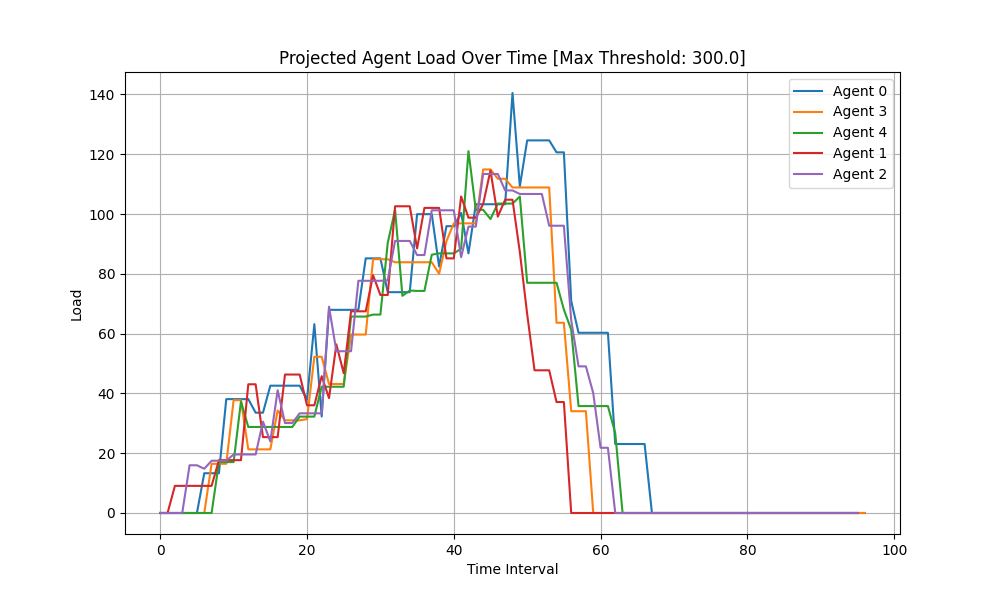 Projected Agent Load Over Time [Max Threshold: 300.0]
Load
140
120
100
80
60
40
20
0
Agent 0
Agent 3
Agent 4
Agent 1
Agent 2
0 20 40 60 80 100
Time Interval